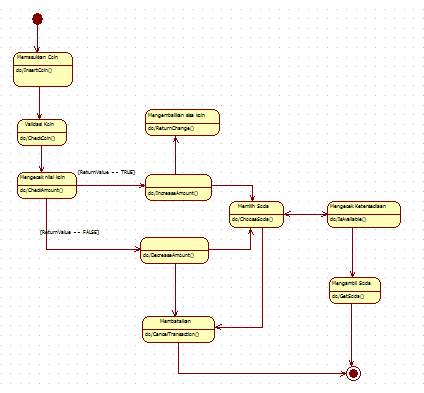 Memasukkan Coin
do/InsertCoin()
Validasi Koin
do/CheckCoin()
Mengembalikan sisa koin
do/ReturnChange()
Mengecek nilai koin
do/CheckAmount()
[ReturnValue == TRUE]
do/IncreaseAmount()
Memilih Soda
do/ChooseSoda()
Mengecek Ketersediaan
do/IsAvailable()
[ReturnValue == FALSE]
do/DecreaseAmount()
Mengambil Soda
do/GetSoda()
Membatalkan
do/CancelTransaction()